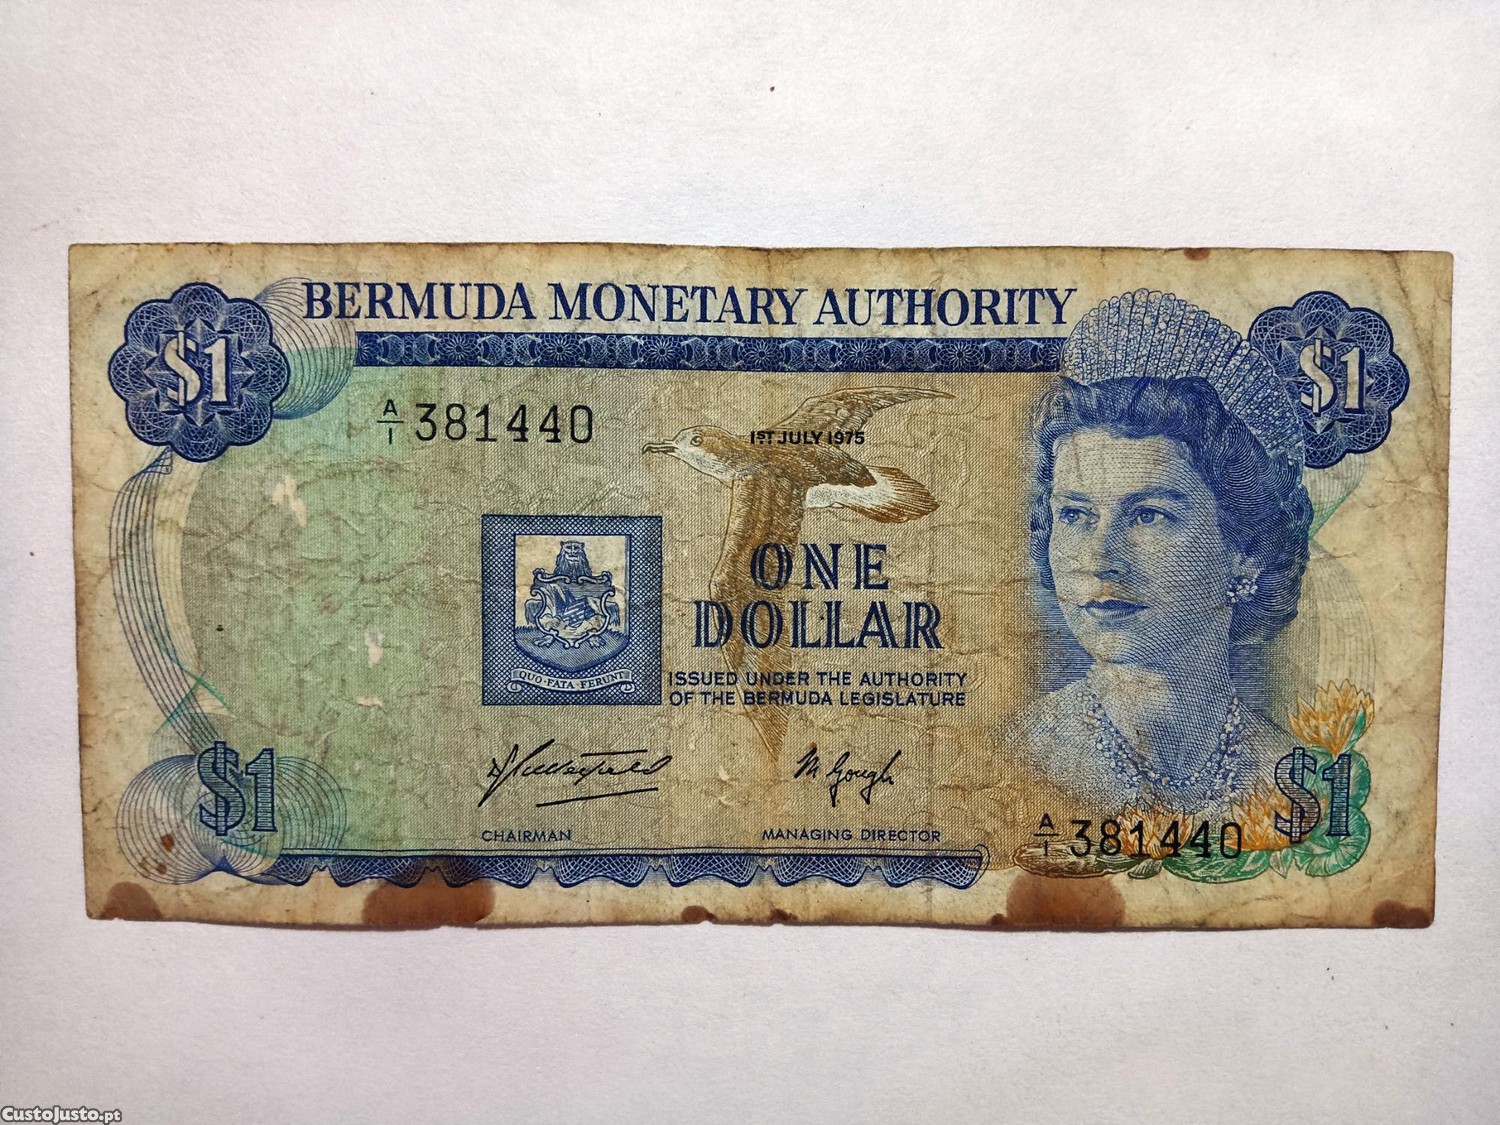 BERMUDA MONETARY AUTHORITY
$1
$1
A/1 381440
1ST JULY 1975
ONE
DOLLAR
QUO FATA FERUNT
ISSUED UNDER THE AUTHORITY
OF THE BERMUDA LEGISLATURE
M Gough
CHAIRMAN
MANAGING DIRECTOR
$1
$1
A/1 381440
CustoJusto.pt